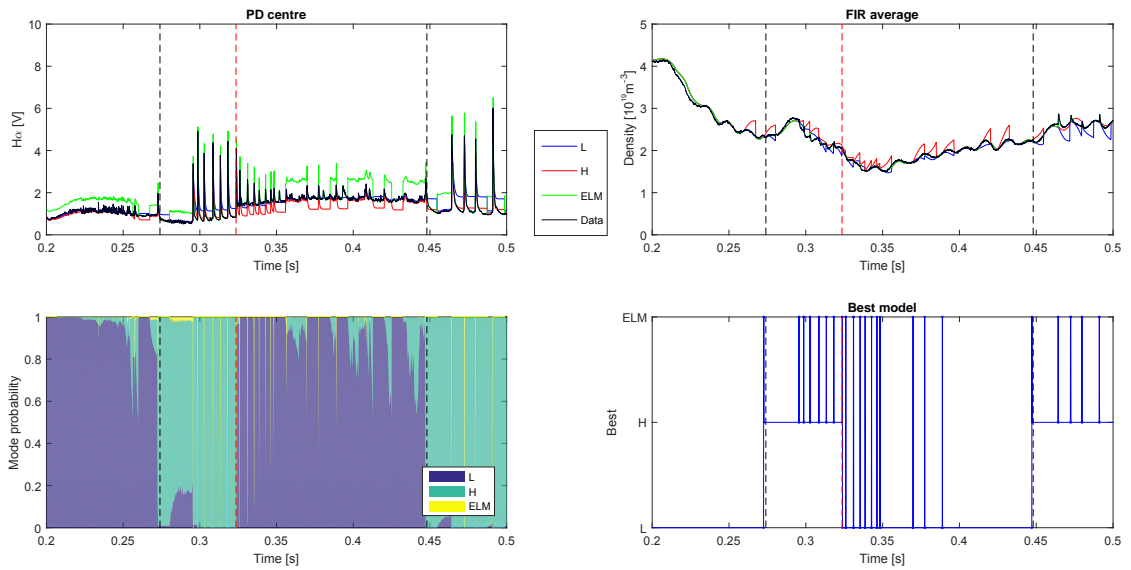 PD centre
10
8
6
4
2
0
Hα [V]
0.2 0.25 0.3 0.35 0.4 0.45 0.5
Time [s]
L
H
ELM
Data
FIR average
5
4
3
2
1
0
Density [10¹⁹m⁻³]
0.2 0.25 0.3 0.35 0.4 0.45 0.5
Time [s]
1
0.8
0.6
0.4
0.2
0
Mode probability
L
H
ELM
0.2 0.25 0.3 0.35 0.4 0.45 0.5
Time [s]
Best model
ELM
H
L
Best
0.2 0.25 0.3 0.35 0.4 0.45 0.5
Time [s]